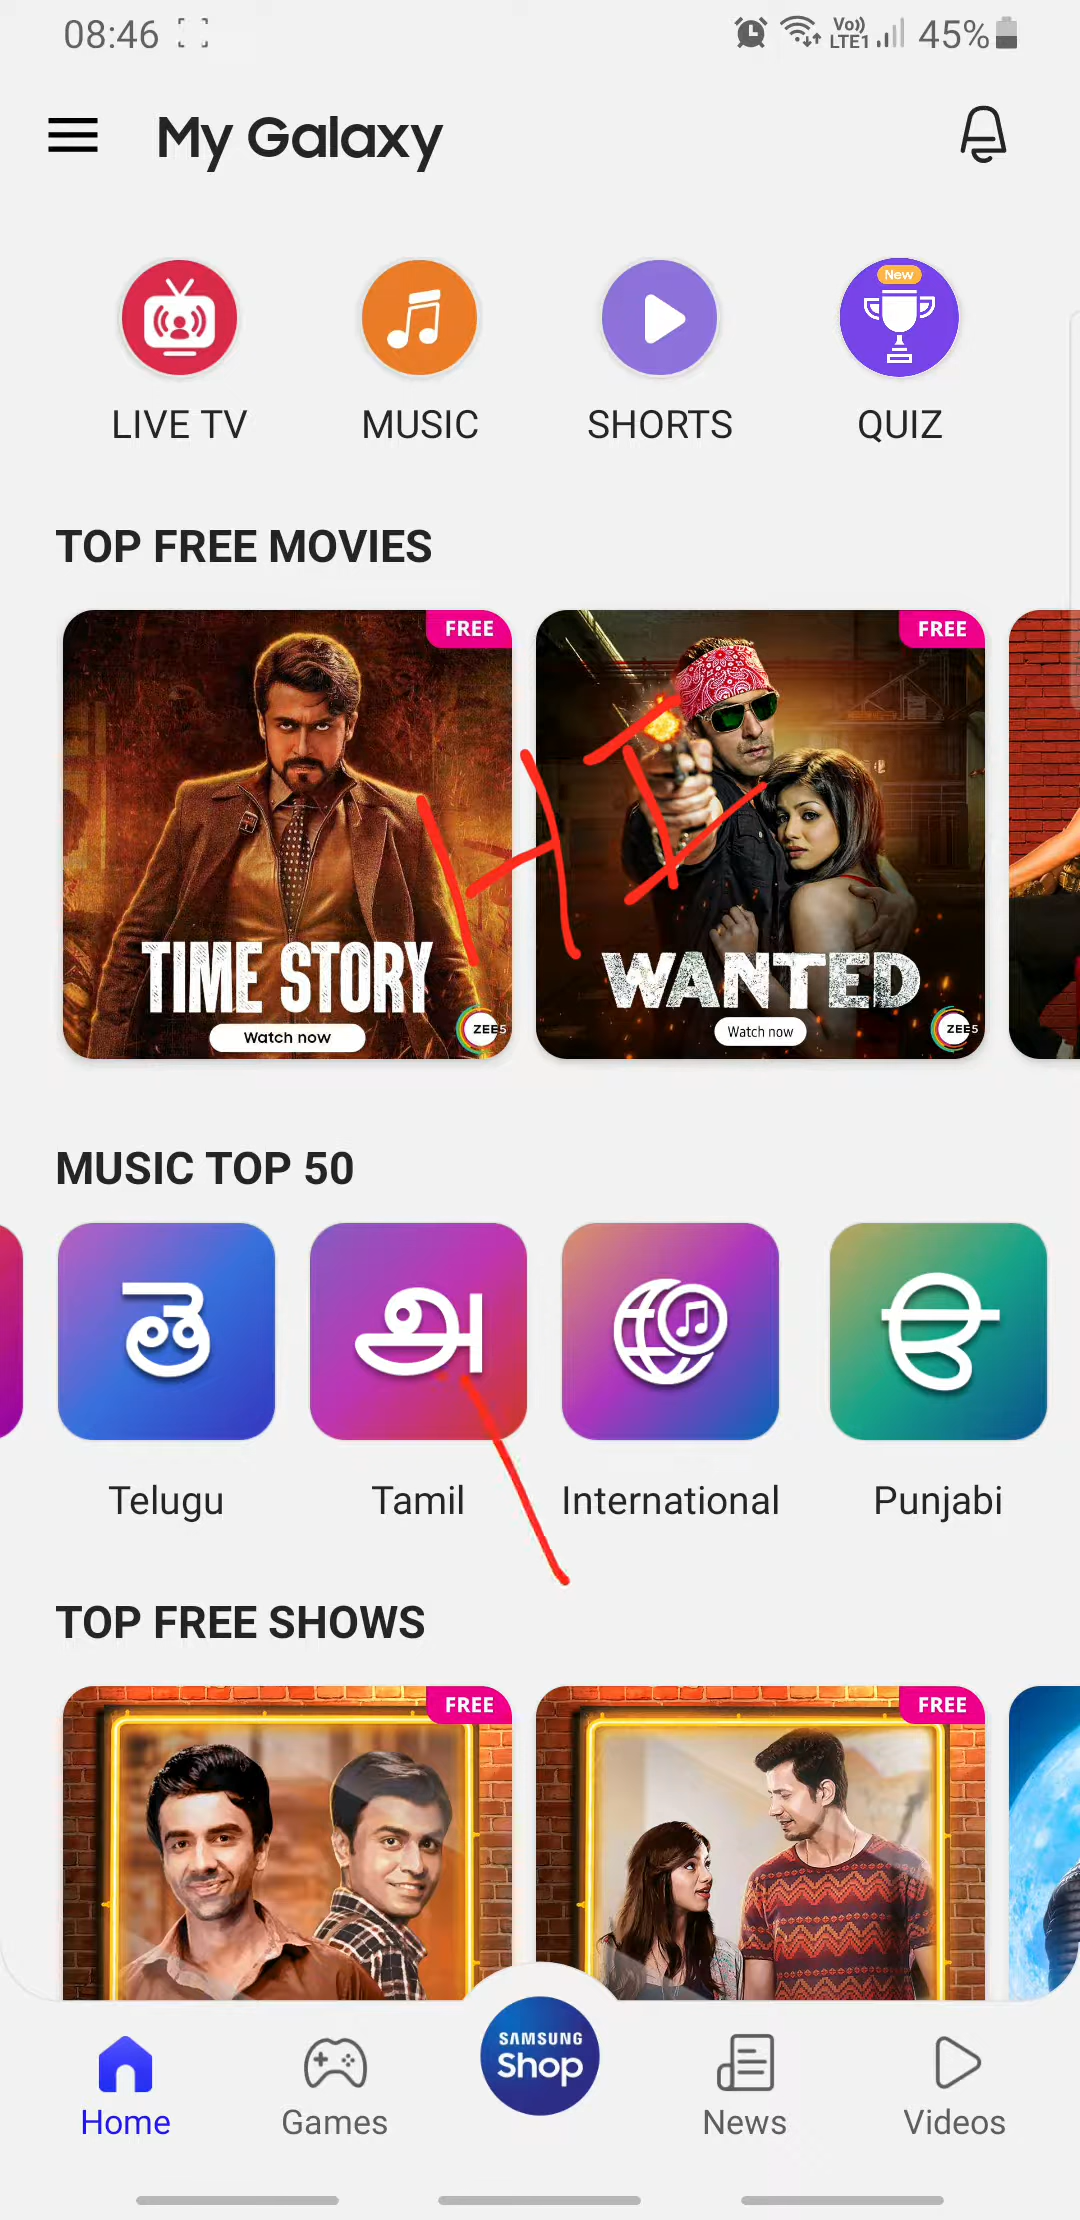 08:46 Vo)) LTE1 45%
My Galaxy
New
LIVE TV MUSIC SHORTS QUIZ
TOP FREE MOVIES
FREE FREE
HI
TIME STORY WANTED
Watch now ZEE5 Watch now ZEE5
MUSIC TOP 50
తె அ ੳ
Telugu Tamil International Punjabi
TOP FREE SHOWS
FREE FREE
SAMSUNG
Shop
Home Games News Videos